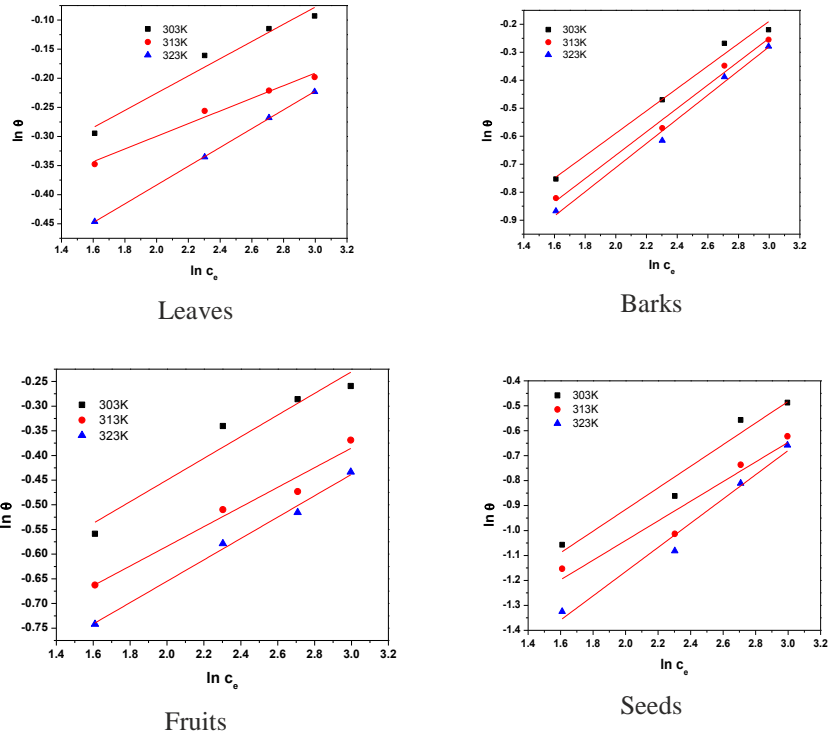 -0.10
-0.15
-0.20
-0.25
-0.30
-0.35
-0.40
-0.45
ln θ
303K
313K
323K
1.4 1.6 1.8 2.0 2.2 2.4 2.6 2.8 3.0 3.2
ln c_e
Leaves
-0.2
-0.3
-0.4
-0.5
-0.6
-0.7
-0.8
-0.9
ln θ
303K
313K
323K
1.4 1.6 1.8 2.0 2.2 2.4 2.6 2.8 3.0 3.2
ln c_e
Barks
-0.25
-0.30
-0.35
-0.40
-0.45
-0.50
-0.55
-0.60
-0.65
-0.70
-0.75
ln θ
303K
313K
323K
1.4 1.6 1.8 2.0 2.2 2.4 2.6 2.8 3.0 3.2
ln c_e
Fruits
-0.4
-0.5
-0.6
-0.7
-0.8
-0.9
-1.0
-1.1
-1.2
-1.3
-1.4
ln θ
303K
313K
323K
1.4 1.6 1.8 2.0 2.2 2.4 2.6 2.8 3.0 3.2
ln c_e
Seeds